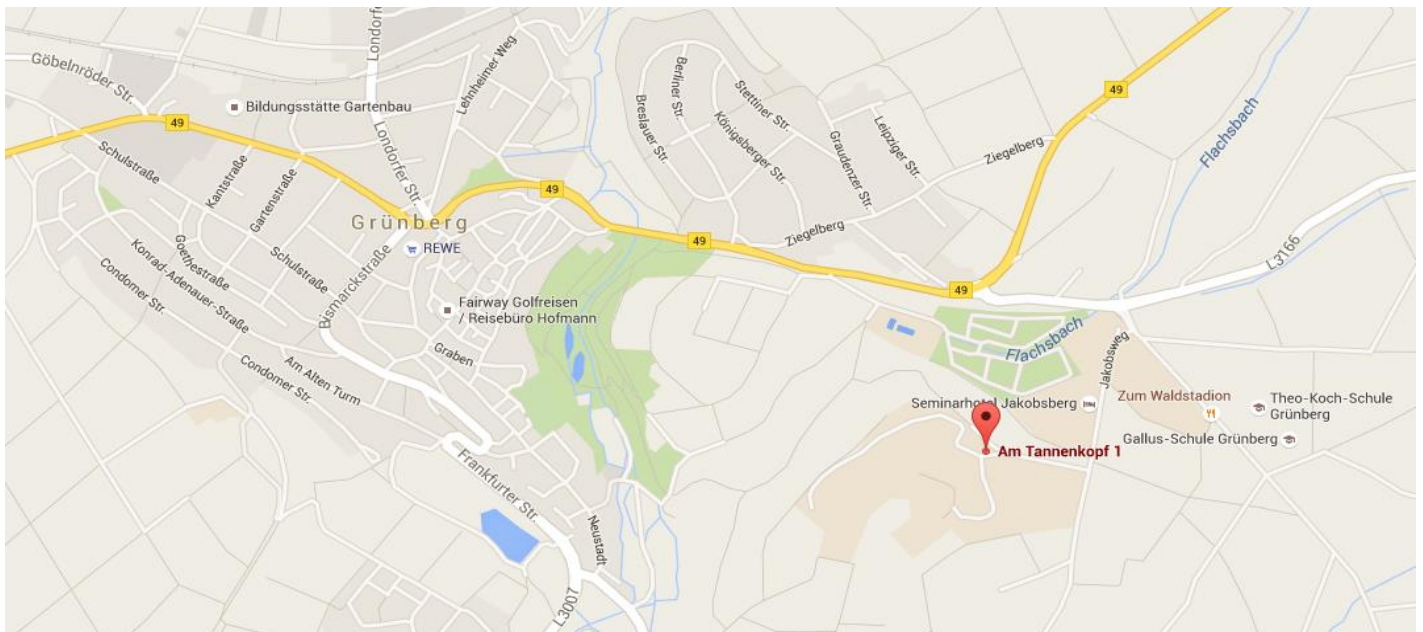 Göbelnröder Str.
Londorfer
Lehnheimer Weg
Bildungsstätte Gartenbau
49
Londorfer Str.
Schulstraße
Kantstraße
Gartenstraße
49
Grünberg
REWE
Goethestraße
Schulstraße
Konrad-Adenauer-Straße
Condomer Str.
Bismarckstraße
Fairway Golfreisen
/ Reisebüro Hofmann
Graben
Am Alten Turm
Condomer Str.
Frankfurter Str.
Neustadt
L3007
Berliner Str.
Breslauer Str.
Stettiner Str.
Königsberger Str.
Graudenzer Str.
Leipziger Str.
Ziegelberg
Ziegelberg
49
49
49
Flachsbach
L3166
Flachsbach
Jakobsweg
Seminarhotel Jakobsberg
Zum Waldstadion
Theo-Koch-Schule
Grünberg
Gallus-Schule Grünberg
Am Tannenkopf 1